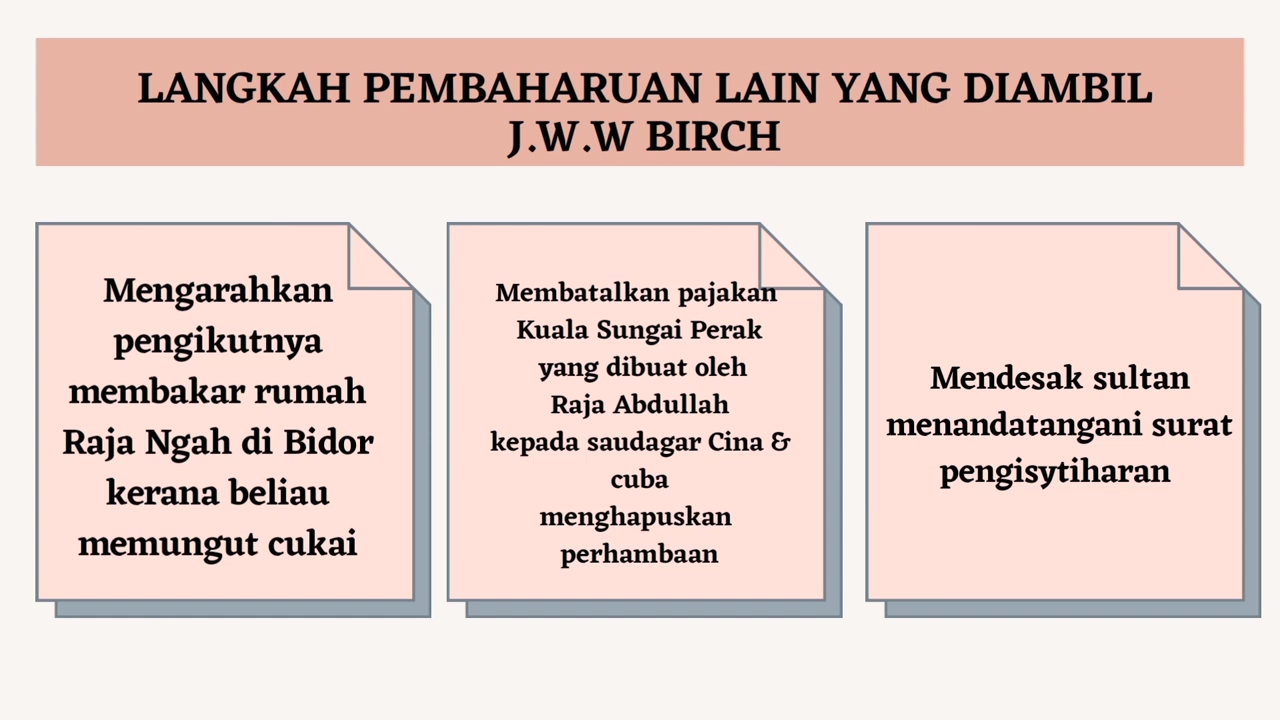 LANGKAH PEMBAHARUAN LAIN YANG DIAMBIL
J.W.W BIRCH
Mengarahkan
pengikutnya
membakar rumah
Raja Ngah di Bidor
kerana beliau
memungut cukai
Membatalkan pajakan
Kuala Sungai Perak
yang dibuat oleh
Raja Abdullah
kepada saudagar Cina &
cuba
menghapuskan
perhambaan
Mendesak sultan
menandatangani surat
pengisytiharan